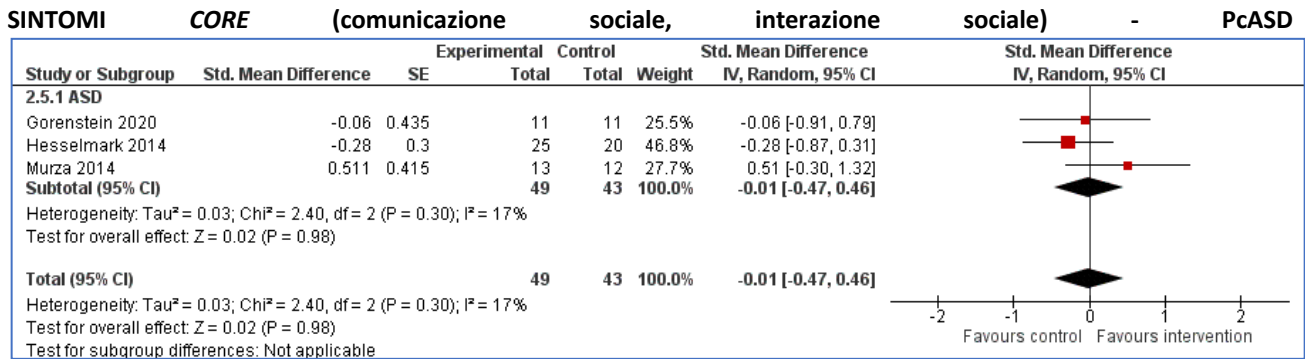 SINTOMI CORE (comunicazione sociale, interazione sociale) - PcASD
Experimental Control Std. Mean Difference Std. Mean Difference
Study or Subgroup Std. Mean Difference SE Total Total Weight IV, Random, 95% CI IV, Random, 95% CI
2.5.1 ASD
Gorenstein 2020 -0.06 0.435 11 11 25.5% -0.06 [-0.91, 0.79]
Hesselmark 2014 -0.28 0.3 25 20 46.8% -0.28 [-0.87, 0.31]
Murza 2014 0.511 0.415 13 12 27.7% 0.51 [-0.30, 1.32]
Subtotal (95% CI) 49 43 100.0% -0.01 [-0.47, 0.46]
Heterogeneity: Tau² = 0.03; Chi² = 2.40, df = 2 (P = 0.30); I² = 17%
Test for overall effect: Z = 0.02 (P = 0.98)
Total (95% CI) 49 43 100.0% -0.01 [-0.47, 0.46]
Heterogeneity: Tau² = 0.03; Chi² = 2.40, df = 2 (P = 0.30); I² = 17%
Test for overall effect: Z = 0.02 (P = 0.98)
Test for subgroup differences: Not applicable
-2 -1 0 1 2
Favours control Favours intervention